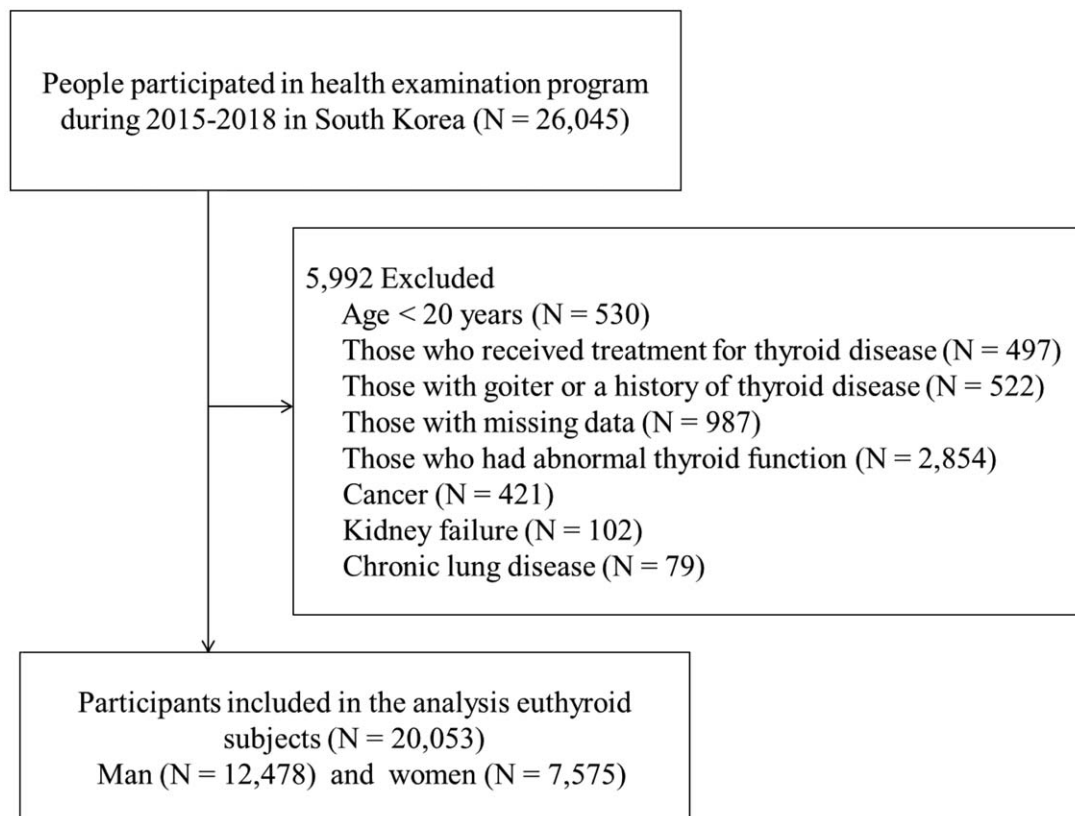 People participated in health examination program
during 2015-2018 in South Korea (N = 26,045)
5,992 Excluded
Age < 20 years (N = 530)
Those who received treatment for thyroid disease (N = 497)
Those with goiter or a history of thyroid disease (N = 522)
Those with missing data (N = 987)
Those who had abnormal thyroid function (N = 2,854)
Cancer (N = 421)
Kidney failure (N = 102)
Chronic lung disease (N = 79)
Participants included in the analysis euthyroid
subjects (N = 20,053)
Man (N = 12,478) and women (N = 7,575)